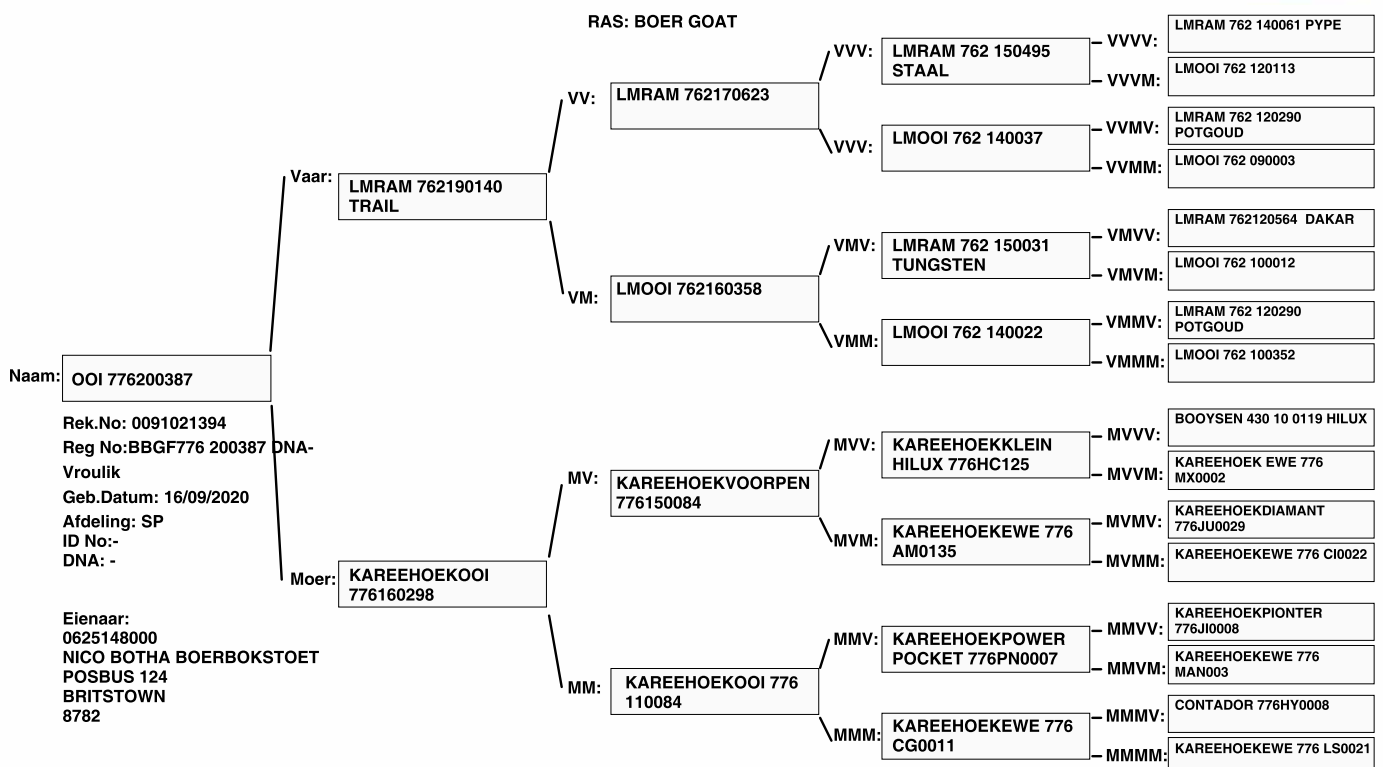 RAS: BOER GOAT
Naam:
OOI 776200387
Rek.No: 0091021394
Reg No:BBGF776 200387 DNA-
Vroulik
Geb.Datum: 16/09/2020
Afdeling: SP
ID No:-
DNA: -
Eienaar:
0625148000
NICO BOTHA BOERBOKSTOET
POSBUS 124
BRITSTOWN
8782
Vaar:
LMRAM 762190140
TRAIL
Moer:
KAREEHOEKOOI
776160298
VV:
LMRAM 762170623
VM:
LMOOI 762160358
MV:
KAREEHOEKVOORPEN
776150084
MM:
KAREEHOEKOOI 776
110084
VVV:
LMRAM 762 150495
STAAL
VVV:
LMOOI 762 140037
VMV:
LMRAM 762 150031
TUNGSTEN
VMM:
LMOOI 762 140022
MVV:
KAREEHOEKKLEIN
HILUX 776HC125
MVM:
KAREEHOEKEWE 776
AM0135
MMV:
KAREEHOEKPOWER
POCKET 776PN0007
MMM:
KAREEHOEKEWE 776
CG0011
VVVV:
LMRAM 762 140061 PYPE
VVVM:
LMOOI 762 120113
VVMV:
LMRAM 762 120290
POTGOUD
VVMM:
LMOOI 762 090003
VMVV:
LMRAM 762120564 DAKAR
VMVM:
LMOOI 762 100012
VMMV:
LMRAM 762 120290
POTGOUD
VMMM:
LMOOI 762 100352
MVVV:
BOOYSEN 430 10 0119 HILUX
MVVM:
KAREEHOEK EWE 776
MX0002
MVMV:
KAREEHOEKDIAMANT
776JU0029
MVMM:
KAREEHOEKEWE 776 CI0022
MMVV:
KAREEHOEKPIONTER
776JI0008
MMVM:
KAREEHOEKEWE 776
MAN003
MMMV:
CONTADOR 776HY0008
MMMM:
KAREEHOEKEWE 776 LS0021